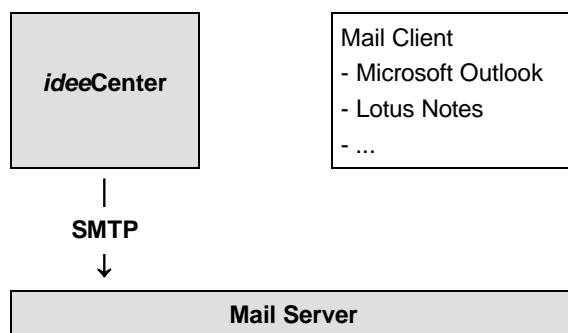 ideeCenter
Mail Client
- Microsoft Outlook
- Lotus Notes
- ...
SMTP
Mail Server